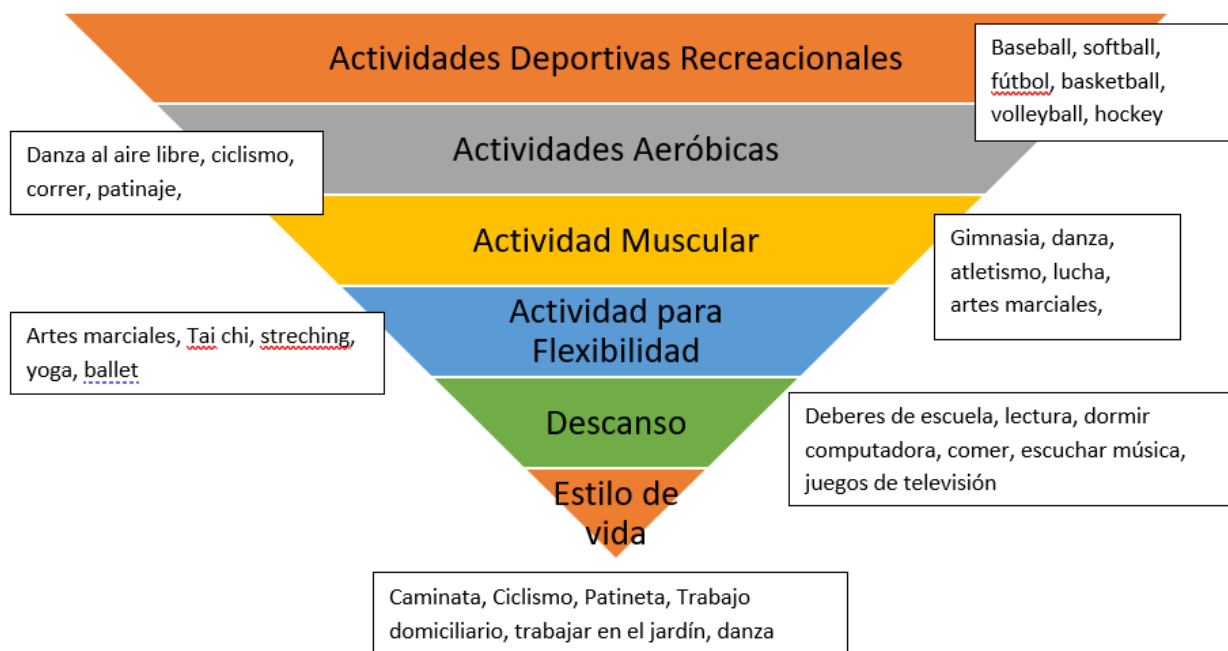 Actividades Deportivas Recreacionales
Baseball, softball,
fútbol, basketball,
volleyball, hockey
Actividades Aeróbicas
Danza al aire libre, ciclismo,
correr, patinaje,
Actividad Muscular
Gimnasia, danza,
atletismo, lucha,
artes marciales,
Actividad para
Flexibilidad
Artes marciales, Tai chi, streching,
yoga, ballet
Descanso
Deberes de escuela, lectura, dormir
computadora, comer, escuchar música,
juegos de televisión
Estilo de
vida
Caminata, Ciclismo, Patineta, Trabajo
domiciliario, trabajar en el jardín, danza